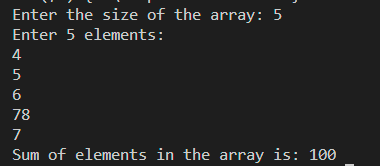 Enter the size of the array: 5
Enter 5 elements:
4
5
6
78
7
Sum of elements in the array is: 100